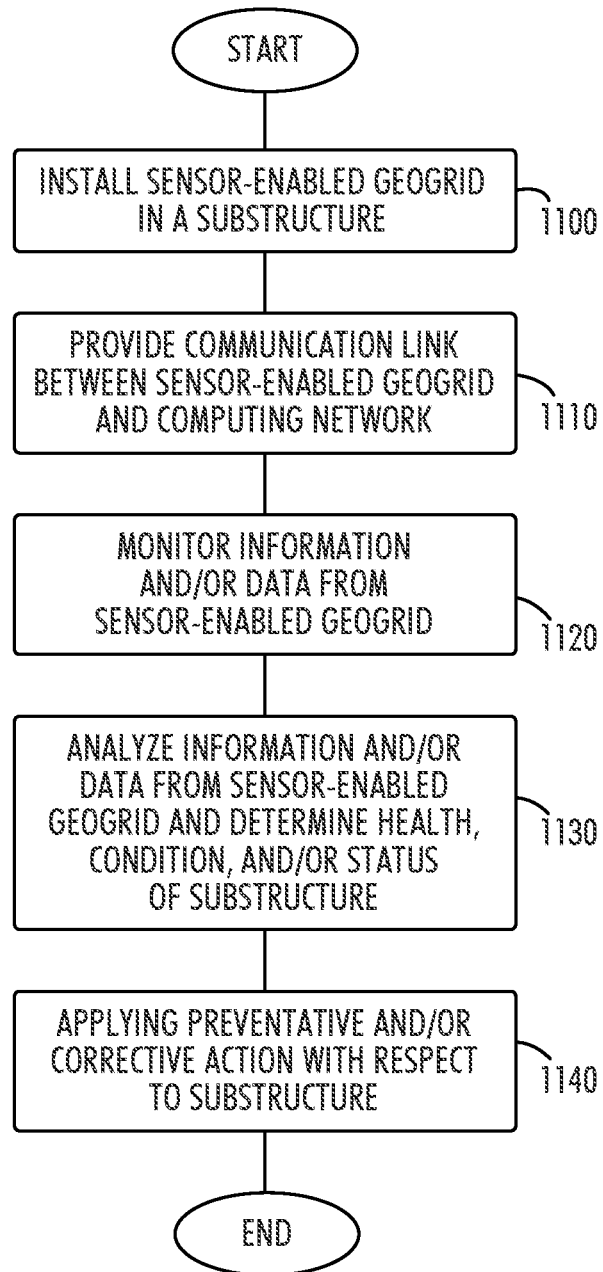 START
INSTALL SENSOR-ENABLED GEOGRID
IN A SUBSTRUCTURE
1100
PROVIDE COMMUNICATION LINK
BETWEEN SENSOR-ENABLED GEOGRID
AND COMPUTING NETWORK
1110
MONITOR INFORMATION
AND/OR DATA FROM
SENSOR-ENABLED GEOGRID
1120
ANALYZE INFORMATION AND/OR
DATA FROM SENSOR-ENABLED
GEOGRID AND DETERMINE HEALTH,
CONDITION, AND/OR STATUS
OF SUBSTRUCTURE
1130
APPLYING PREVENTATIVE AND/OR
CORRECTIVE ACTION WITH RESPECT
TO SUBSTRUCTURE
1140
END